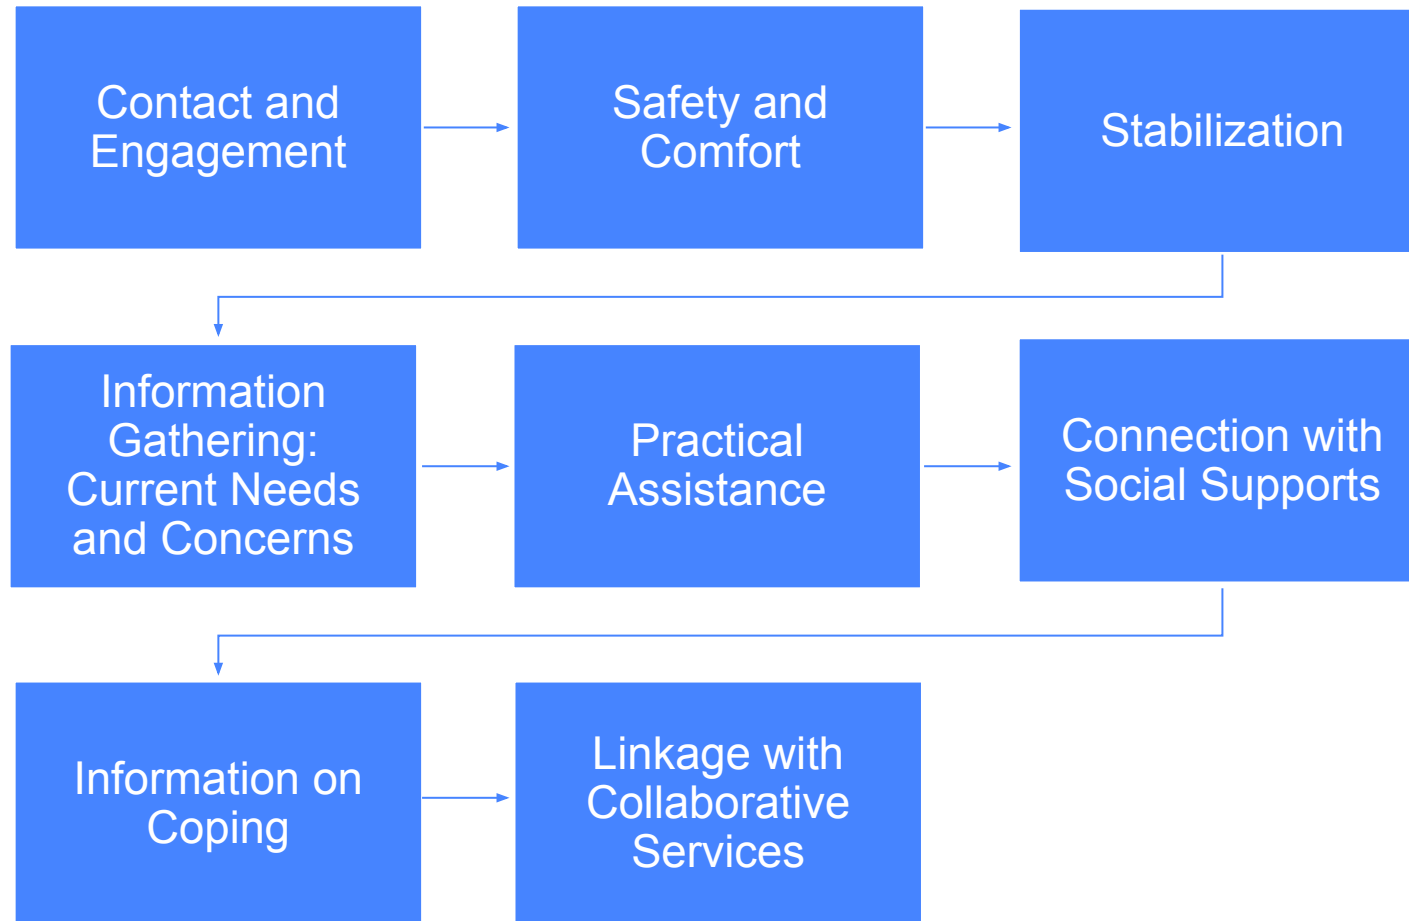 Contact and
Engagement
Safety and
Comfort
Stabilization
Information
Gathering:
Current Needs
and Concerns
Practical
Assistance
Connection with
Social Supports
Information on
Coping
Linkage with
Collaborative
Services